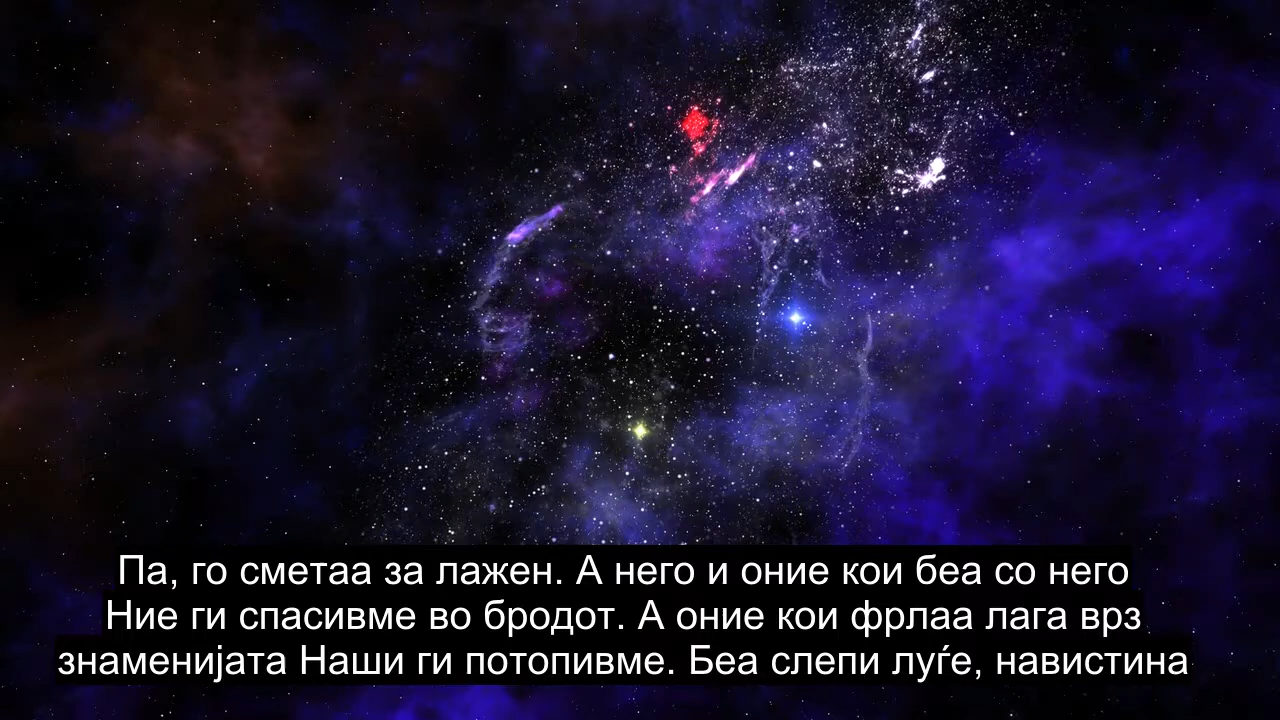 Па, го сметаа за лажен. А него и оние кои беа со него
Ние ги спасивме во бродот. А оние кои фрлаа лага врз
знаменијата Наши ги потопивме. Беа слепи луѓе, навистина